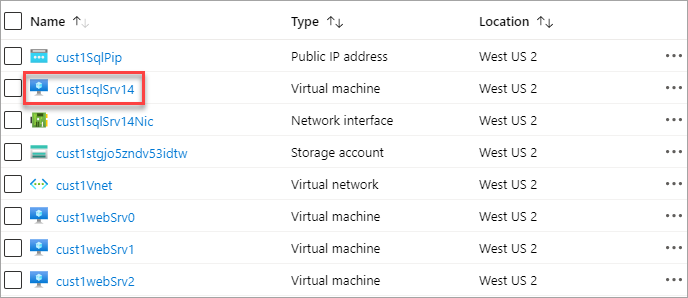 Name ↑ Type ↑↓ Location ↑↓
cust1SqlPip Public IP address West US 2 •••
cust1sqlSrv14 Virtual machine West US 2 •••
cust1sqlSrv14Nic Network interface West US 2 •••
cust1stgjo5zndv53idtw Storage account West US 2 •••
cust1Vnet Virtual network West US 2 •••
cust1webSrv0 Virtual machine West US 2 •••
cust1webSrv1 Virtual machine West US 2 •••
cust1webSrv2 Virtual machine West US 2 •••